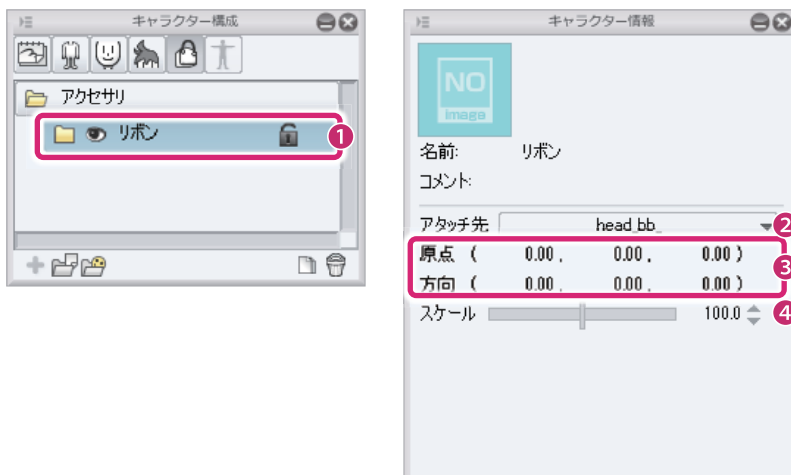 キャラクター構成
アクセサリ
リボン
1
キャラクター情報
NO
image
名前: リボン
コメント:
アタッチ先 head_bb_ 2
原点 ( 0.00 , 0.00 , 0.00 )
3
方向 ( 0.00 , 0.00 , 0.00 )
スケール 100.0 4